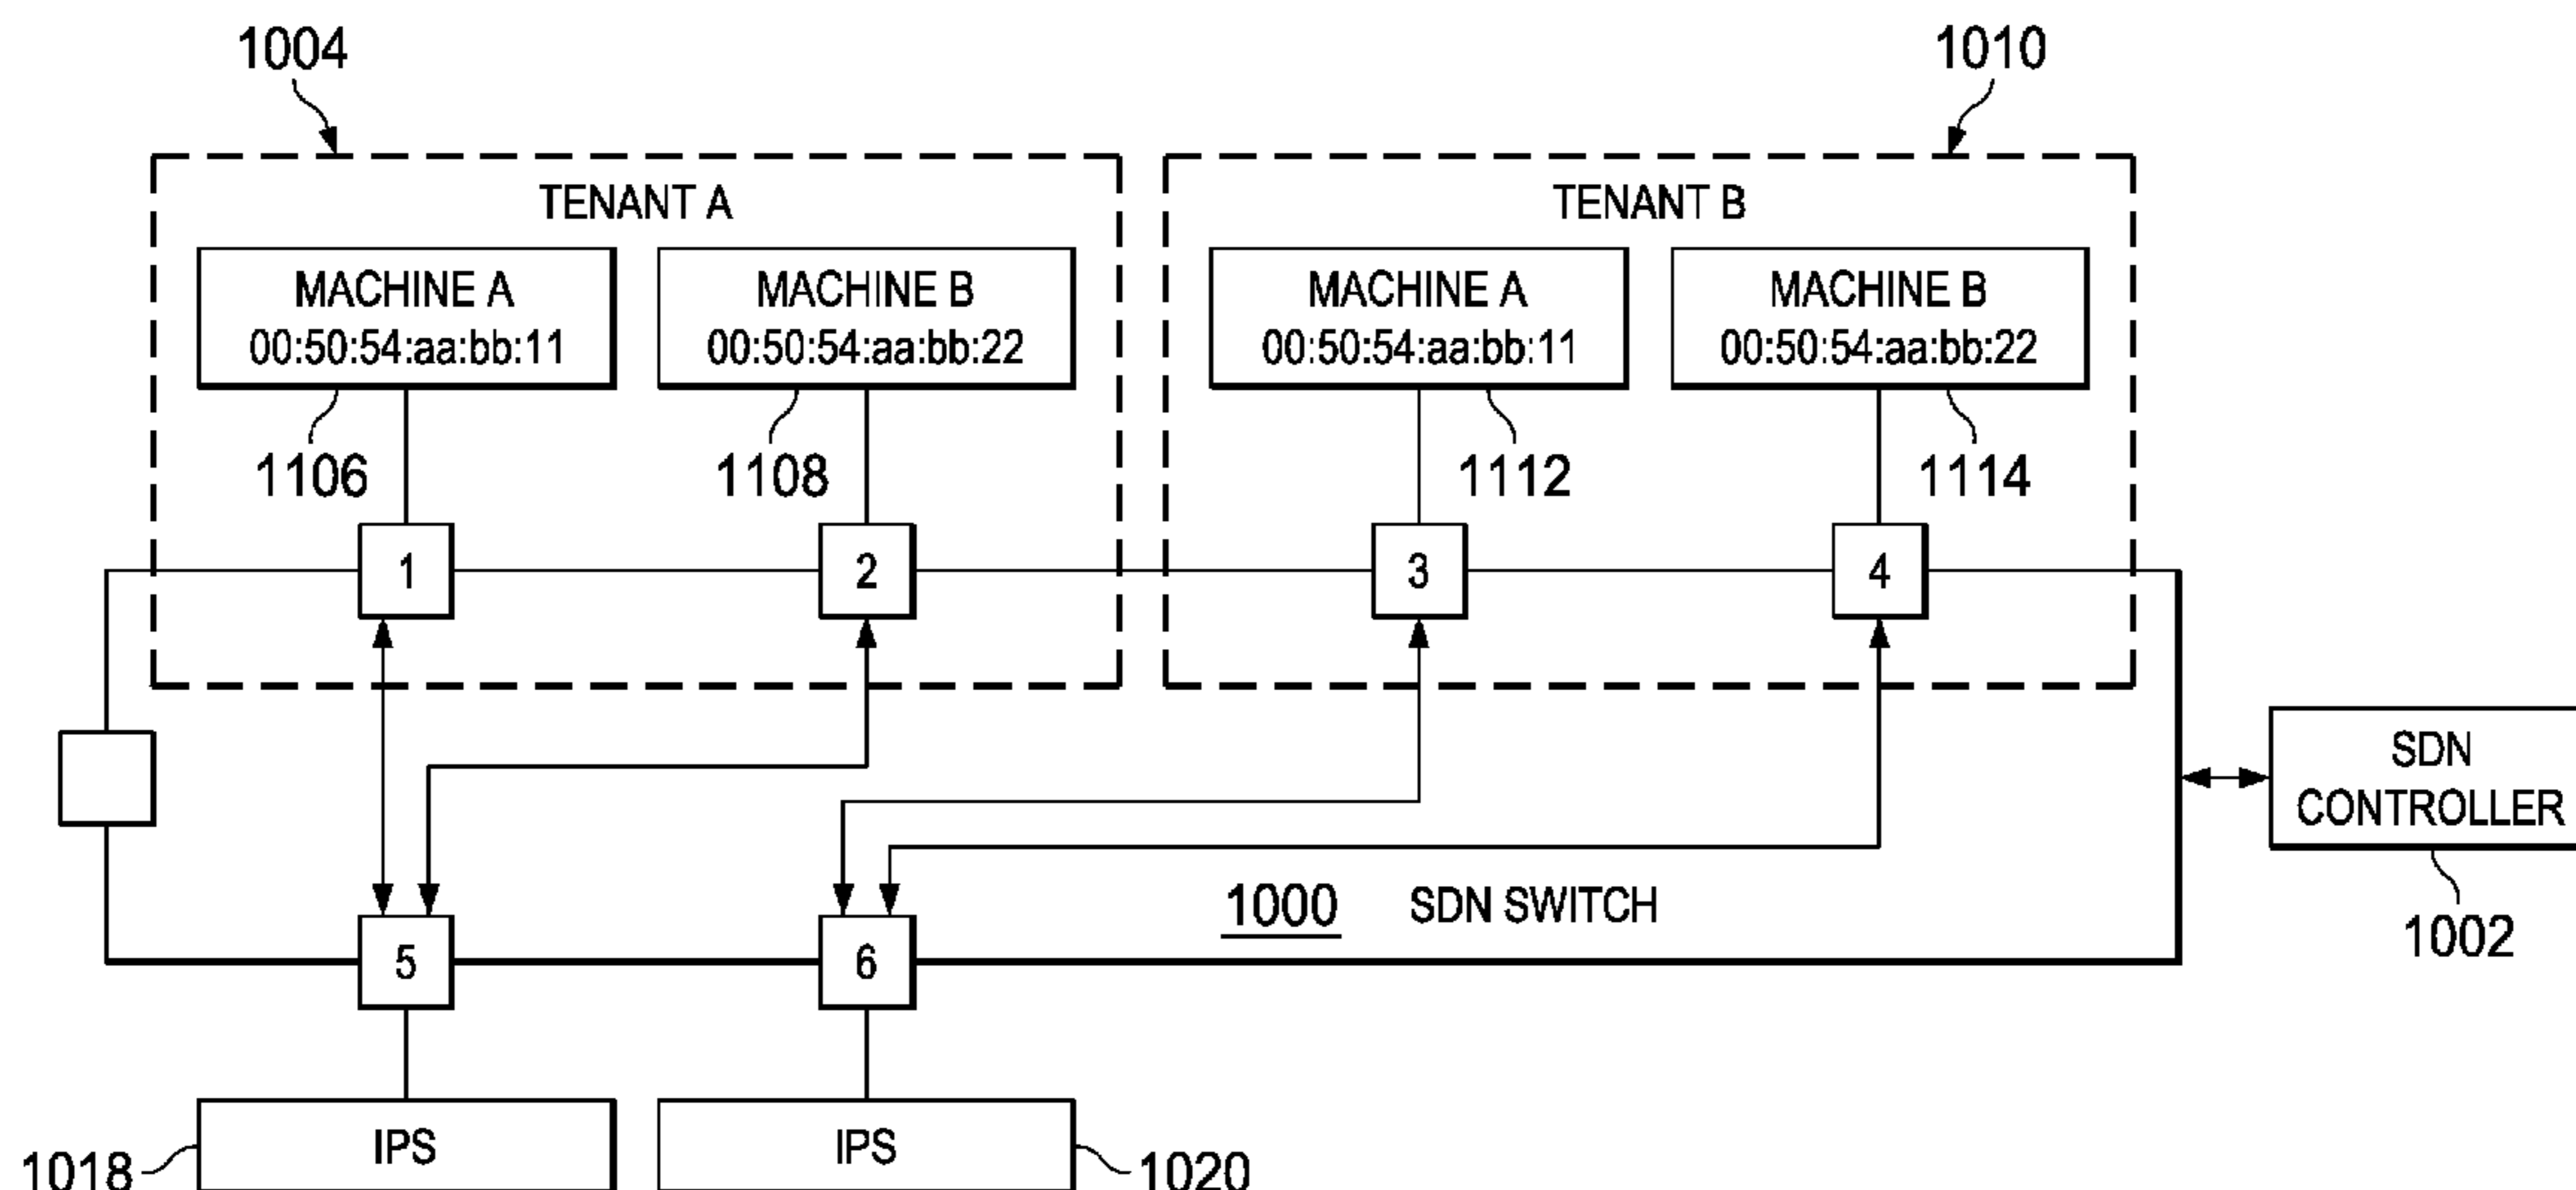 1004
1010
TENANT A
TENANT B
MACHINE A
00:50:54:aa:bb:11
MACHINE B
00:50:54:aa:bb:22
MACHINE A
00:50:54:aa:bb:11
MACHINE B
00:50:54:aa:bb:22
1106
1108
1112
1114
1
2
3
4
SDN
CONTROLLER
1002
1000
SDN SWITCH
5
6
IPS
IPS
1018
1020